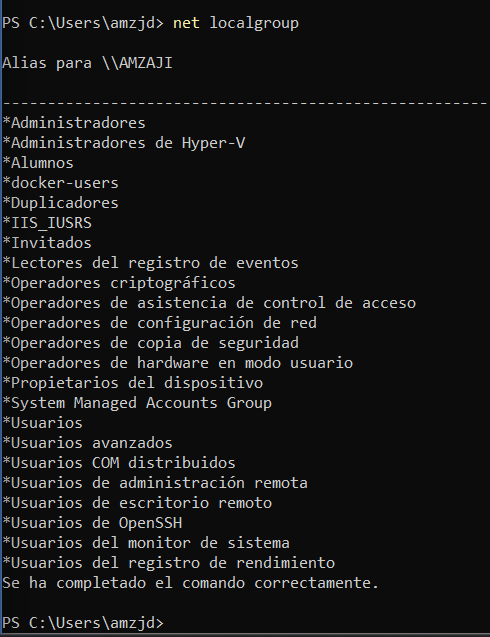 PS C:\Users\amzjd> net localgroup
Alias para \\AMZAJI
------------------------------------------------------
*Administradores
*Administradores de Hyper-V
*Alumnos
*docker-users
*Duplicadores
*IIS_IUSRS
*Invitados
*Lectores del registro de eventos
*Operadores criptográficos
*Operadores de asistencia de control de acceso
*Operadores de configuración de red
*Operadores de copia de seguridad
*Operadores de hardware en modo usuario
*Propietarios del dispositivo
*System Managed Accounts Group
*Usuarios
*Usuarios avanzados
*Usuarios COM distribuidos
*Usuarios de administración remota
*Usuarios de escritorio remoto
*Usuarios de OpenSSH
*Usuarios del monitor de sistema
*Usuarios del registro de rendimiento
Se ha completado el comando correctamente.
PS C:\Users\amzjd>